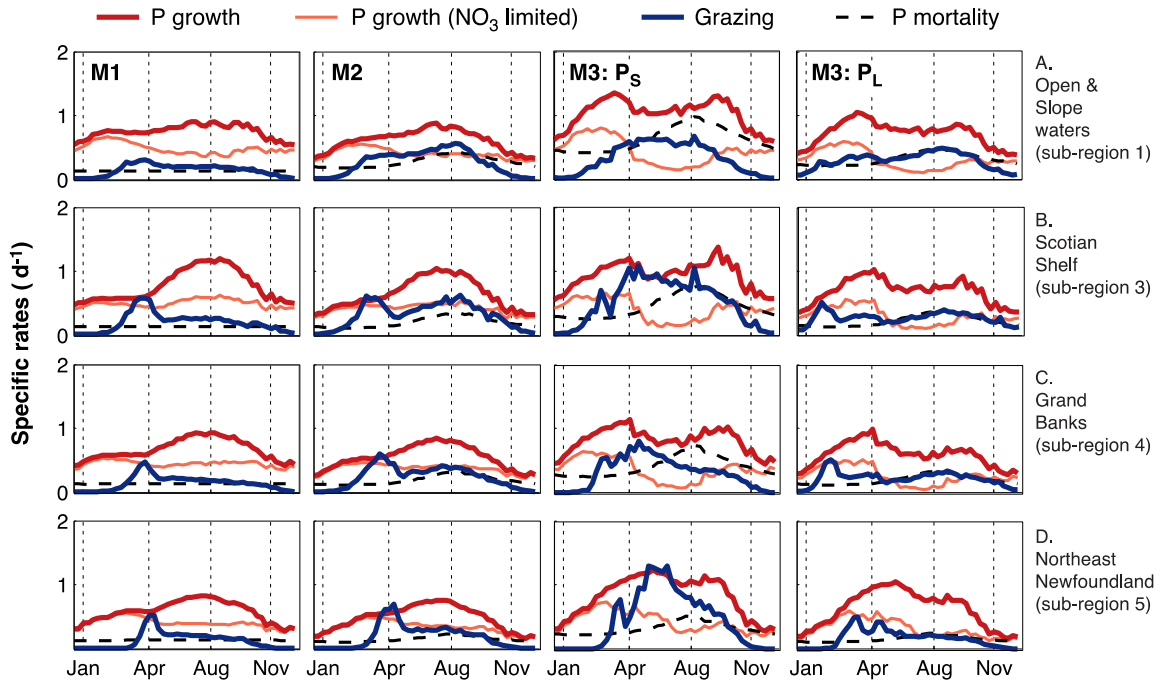 P growth P growth (NO₃ limited) Grazing P mortality
Specific rates ( d⁻¹)
M1 M2 M3: P_S M3: P_L
2
1
0
A.
Open &
Slope
waters
(sub-region 1)
2
1
0
B.
Scotian
Shelf
(sub-region 3)
2
1
0
C.
Grand
Banks
(sub-region 4)
2
1
D.
Northeast
Newfoundland
(sub-region 5)
Jan Apr Aug Nov Jan Apr Aug Nov Jan Apr Aug Nov Jan Apr Aug Nov